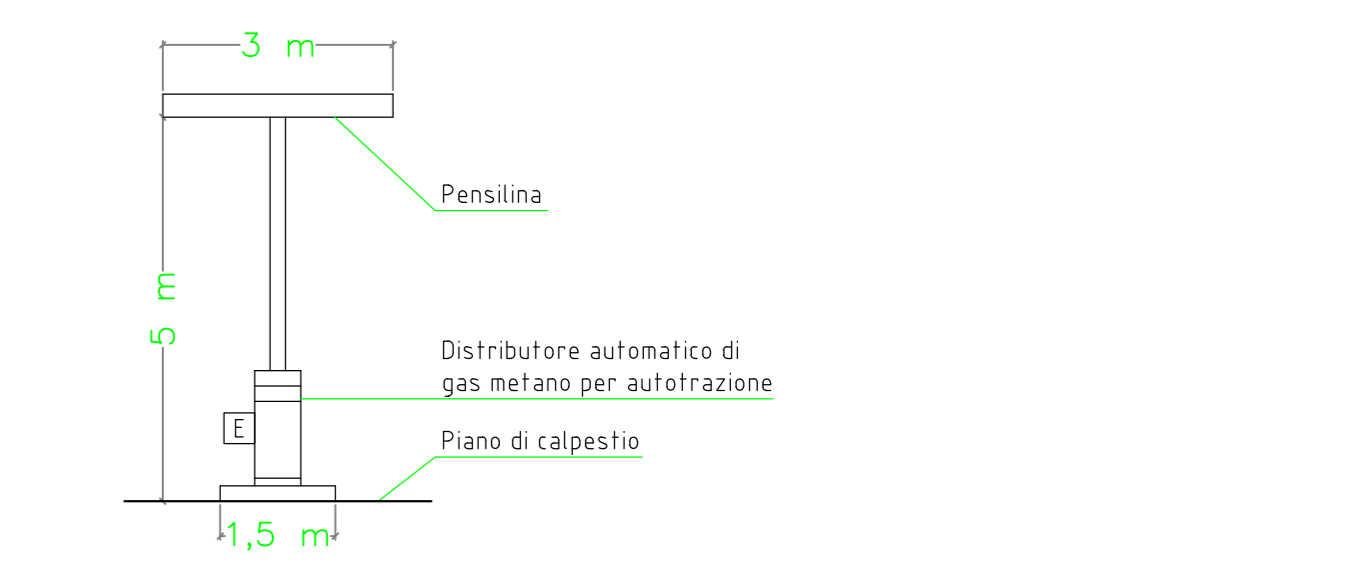 3 m
Pensilina
5 m
Distributore automatico di
gas metano per autotrazione
E
Piano di calpestio
1,5 m